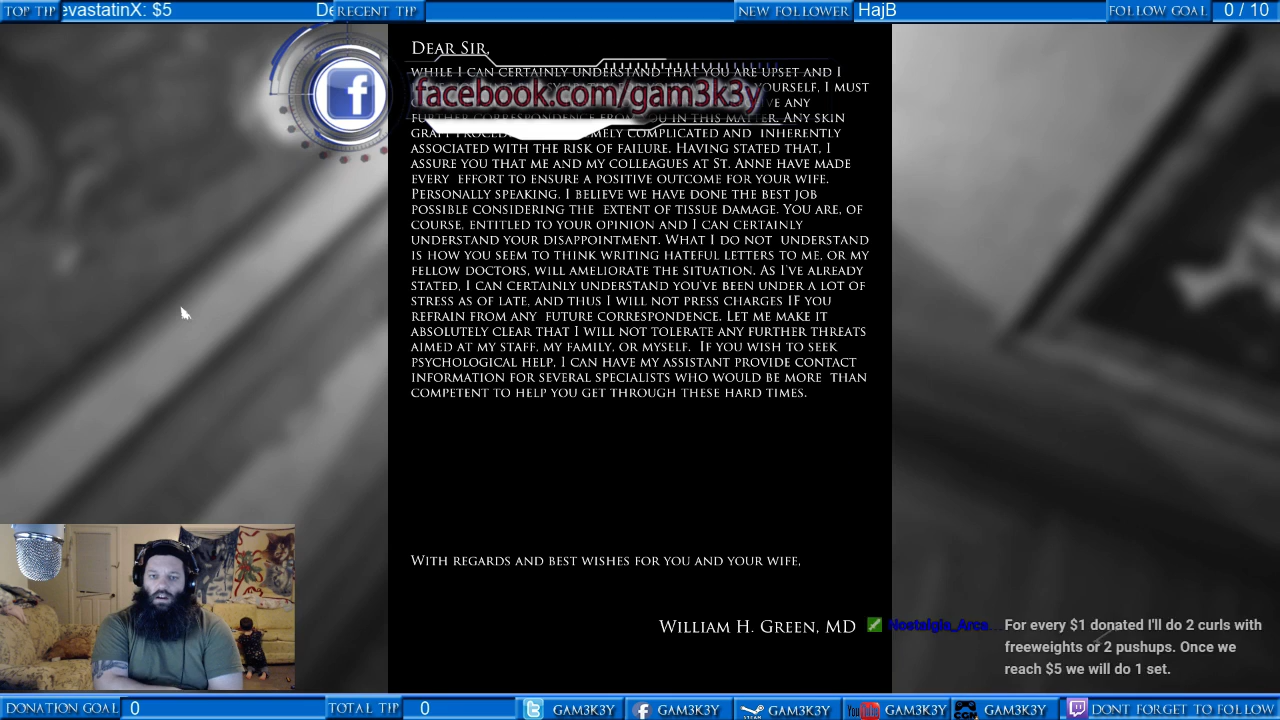 TOP TIP
evastatinX: $5
De
RECENT TIP
NEW FOLLOWER
HajB
FOLLOW GOAL
0 / 10
Dear Sir,
while I can certainly understand that you are upset and I
yourself, I must
facebook.com/gam3k3y
ve any
further correspondence from you in this matter. Any skin
graft mely complicated and inherently
associated with the risk of failure. Having stated that, I
assure you that me and my colleagues at St. Anne have made
every effort to ensure a positive outcome for your wife.
Personally speaking, I believe we have done the best job
possible considering the extent of tissue damage. You are, of
course, entitled to your opinion and I can certainly
understand your disappointment. What I do not understand
is how you seem to think writing hateful letters to me, or my
fellow doctors, will ameliorate the situation. As I've already
stated, I can certainly understand you've been under a lot of
stress as of late, and thus I will not press charges IF you
refrain from any future correspondence. Let me make it
absolutely clear that I will not tolerate any further threats
aimed at my staff, my family, or myself. If you wish to seek
psychological help, I can have my assistant provide contact
information for several specialists who would be more than
competent to help you get through these hard times.
With regards and best wishes for you and your wife,
William H. Green, MD
Nostalgia_Arca...
For every $1 donated I'll do 2 curls with
freeweights or 2 pushups. Once we
reach $5 we will do 1 set.
DONATION GOAL
0
TOTAL TIP
0
GAM3K3Y
GAM3K3Y
STEAM
GAM3K3Y
YouTube
GAM3K3Y
GAM3K3Y
DONT FORGET TO FOLLOW